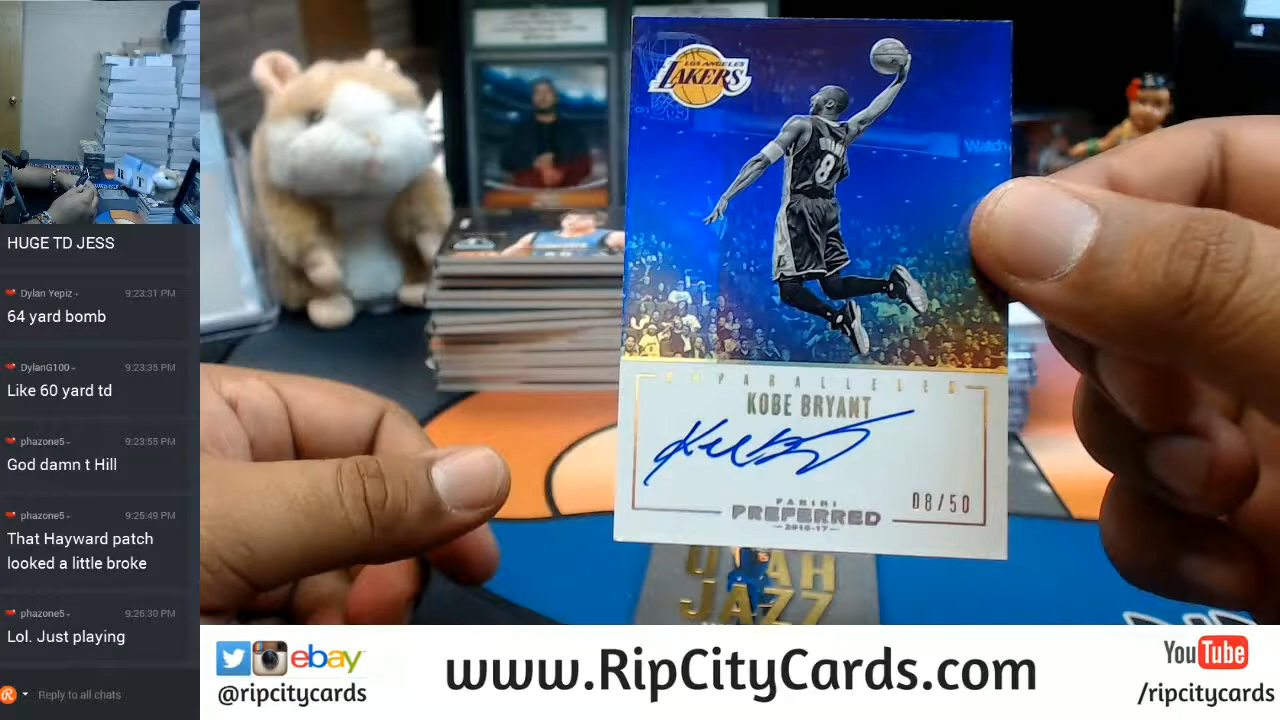 HUGE TD JESS
Dylan Yepiz -
9:23:31 PM
64 yard bomb
DylanG100 -
9:23:35 PM
Like 60 yard td
phazone5 -
9:23:55 PM
God damn t Hill
phazone5 -
9:25:49 PM
That Hayward patch
looked a little broke
phazone5 -
9:26:30 PM
Lol. Just playing
Reply to all chats
LOS ANGELES
LAKERS
Watch
8
UNPARALLELED
KOBE BRYANT
08/50
PANINI
PREFERRED
2016-17
UTAH
JAZZ
ebay
@ripcitycards
www.RipCityCards.com
YouTube
/ripcitycards